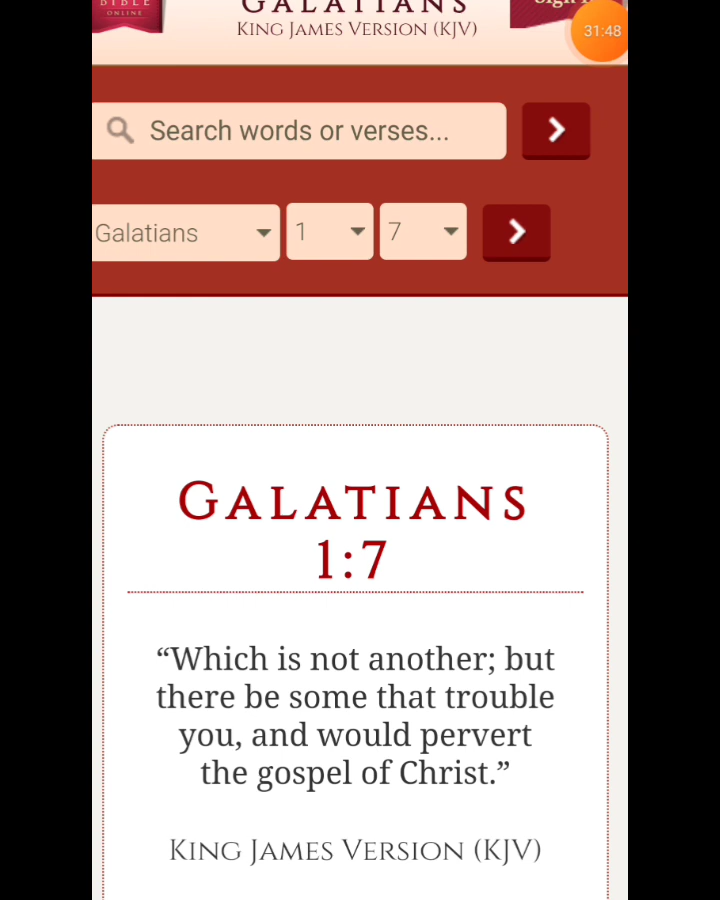 BIBLE
ONLINE
GALATIANS
KING JAMES VERSION (KJV)
31:48
Search words or verses...
Galatians
1
7
GALATIANS
1:7
“Which is not another; but
there be some that trouble
you, and would pervert
the gospel of Christ.”
KING JAMES VERSION (KJV)